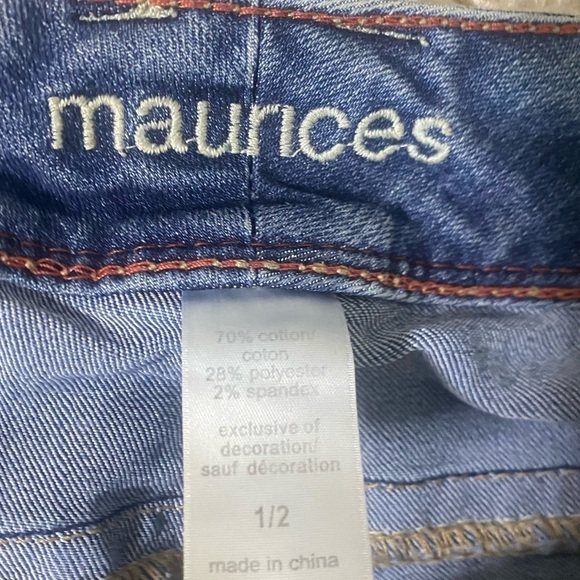 maurices
70% cotton/
coton
28% polyester
2% spandex
exclusive of
decoration/
sauf décoration
1/2
made in china